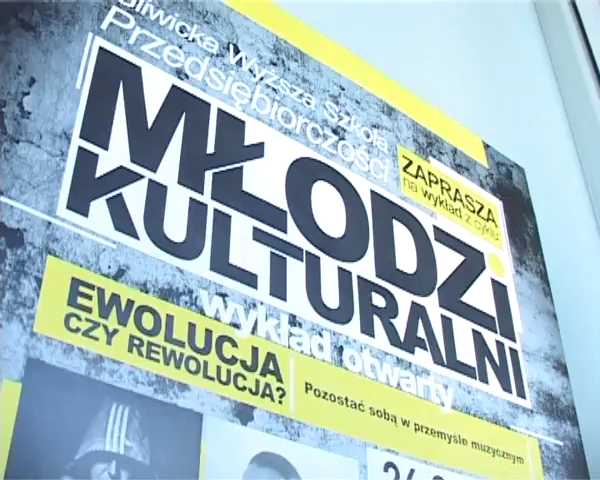 Gliwicka Wyższa Szkoła
Przedsiębiorczości
ZAPRASZA
na wykład z cyklu:
MŁODZi
KULTURALNI
wykład otwarty
EWOLUCJA
CZY REWOLUCJA?
Pozostać sobą w przemyśle muzycznym